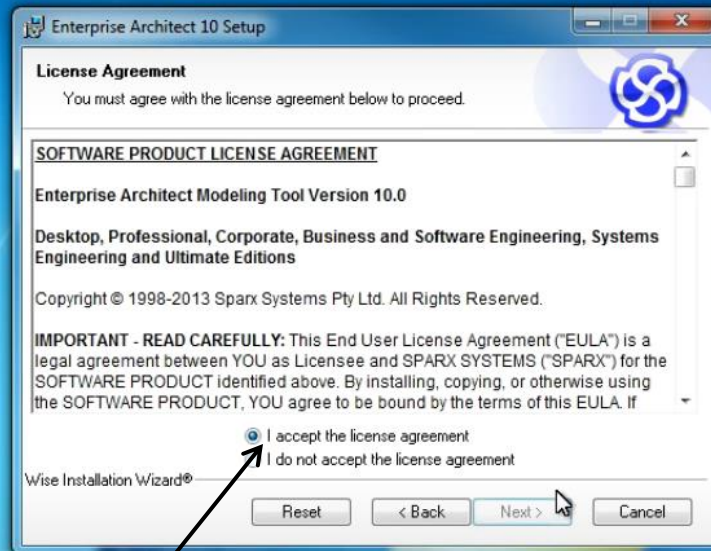 Enterprise Architect 10 Setup
License Agreement
You must agree with the license agreement below to proceed.
SOFTWARE PRODUCT LICENSE AGREEMENT
Enterprise Architect Modeling Tool Version 10.0
Desktop, Professional, Corporate, Business and Software Engineering, Systems
Engineering and Ultimate Editions
Copyright © 1998-2013 Sparx Systems Pty Ltd. All Rights Reserved.
IMPORTANT - READ CAREFULLY: This End User License Agreement ("EULA") is a
legal agreement between YOU as Licensee and SPARX SYSTEMS ("SPARX") for the
SOFTWARE PRODUCT identified above. By installing, copying, or otherwise using
the SOFTWARE PRODUCT, YOU agree to be bound by the terms of this EULA. If
I accept the license agreement
I do not accept the license agreement
Wise Installation Wizard®
Reset
< Back
Next >
Cancel